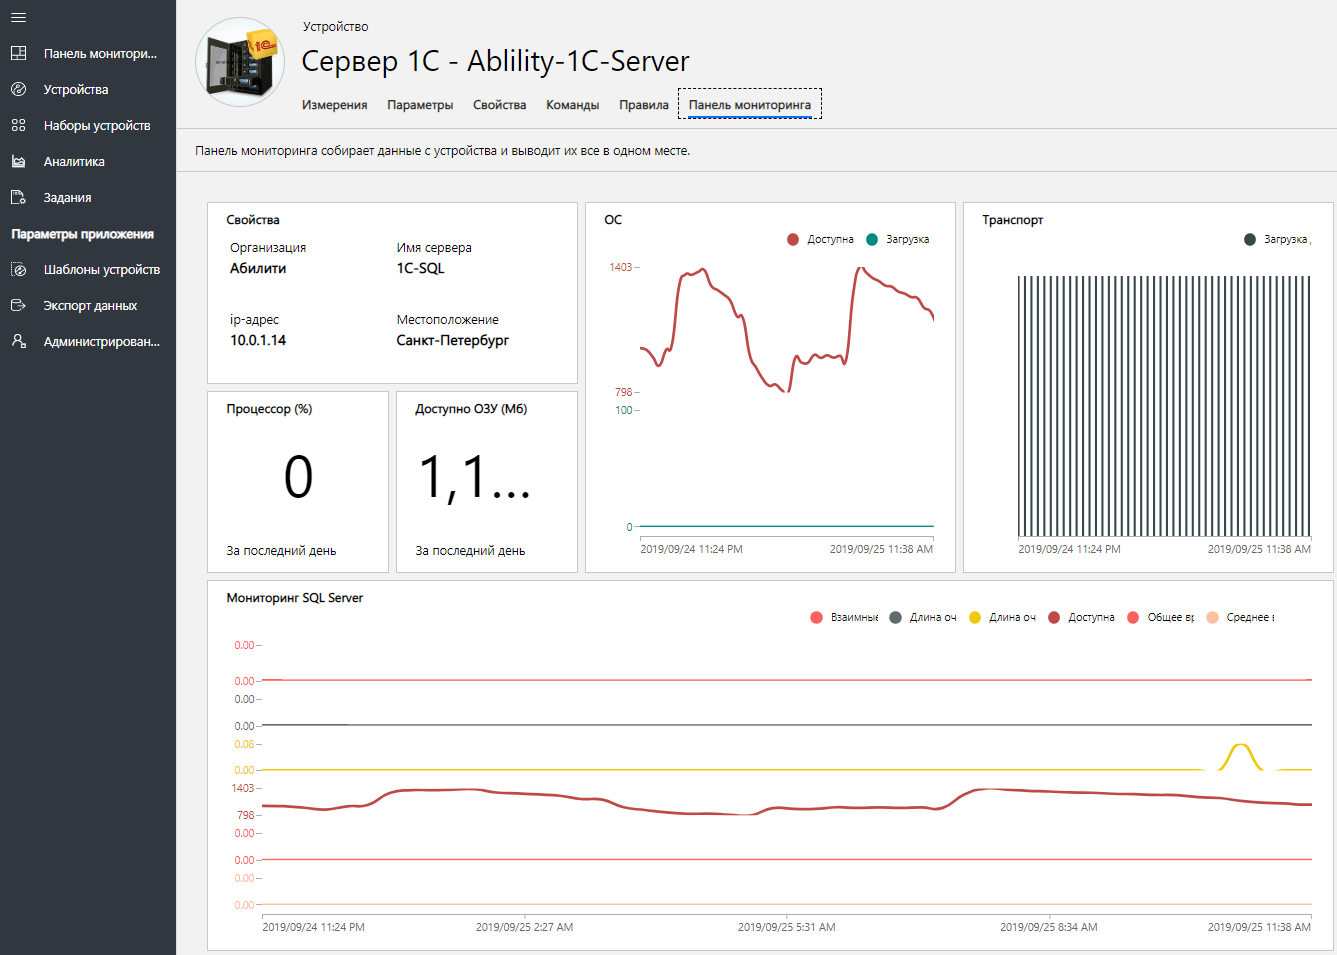 Панель монитори...
Устройства
Наборы устройств
Аналитика
Задания
Параметры приложения
Шаблоны устройств
Экспорт данных
Администрирован...
1С
Устройство
Сервер 1С - Ablility-1C-Server
Измерения Параметры Свойства Команды Правила Панель мониторинга
Панель мониторинга собирает данные с устройства и выводит их все в одном месте.
Свойства
Организация Имя сервера
Абилити 1C-SQL
ip-адрес Местоположение
10.0.1.14 Санкт-Петербург
Процессор (%)
0
За последний день
Доступно ОЗУ (Мб)
1,1...
За последний день
ОС
Доступна Загрузка
1403
798
100
0
2019/09/24 11:24 PM 2019/09/25 11:38 AM
Транспорт
Загрузка
2019/09/24 11:24 PM 2019/09/25 11:38 AM
Мониторинг SQL Server
Взаимные Длина оч Длина оч Доступна Общее вр Среднее в
0.00
0.00
0.00
0.00
0.08
0.00
1403
798
0.00
0.00
0.00
0.00
2019/09/24 11:24 PM 2019/09/25 2:27 AM 2019/09/25 5:31 AM 2019/09/25 8:34 AM 2019/09/25 11:38 AM